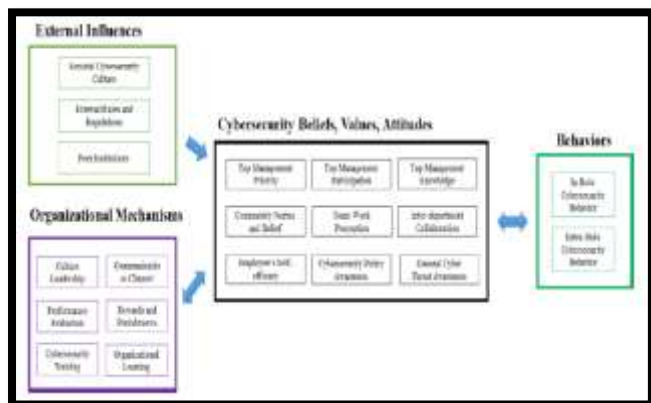 External Influences
Societal Cybersecurity
Culture
External Rules and
Regulations
Peer Institutions
Cybersecurity Beliefs, Values, Attitudes
Top Management
Priority
Top Management
Participation
Top Management
Knowledge
Community Norms
and Belief
Team Work
Perception
Inter-department
Collaboration
Employee's Self-
efficacy
Cybersecurity Policy
Awareness
General Cyber
Threat Awareness
Behaviors
In-Role
Cybersecurity
Behavior
Extra-Role
Cybersecurity
Behavior
Organizational Mechanisms
Culture
Leadership
Performance
Evaluation
Rewards and
Punishments
Cybersecurity
Training
Organizational
Learning